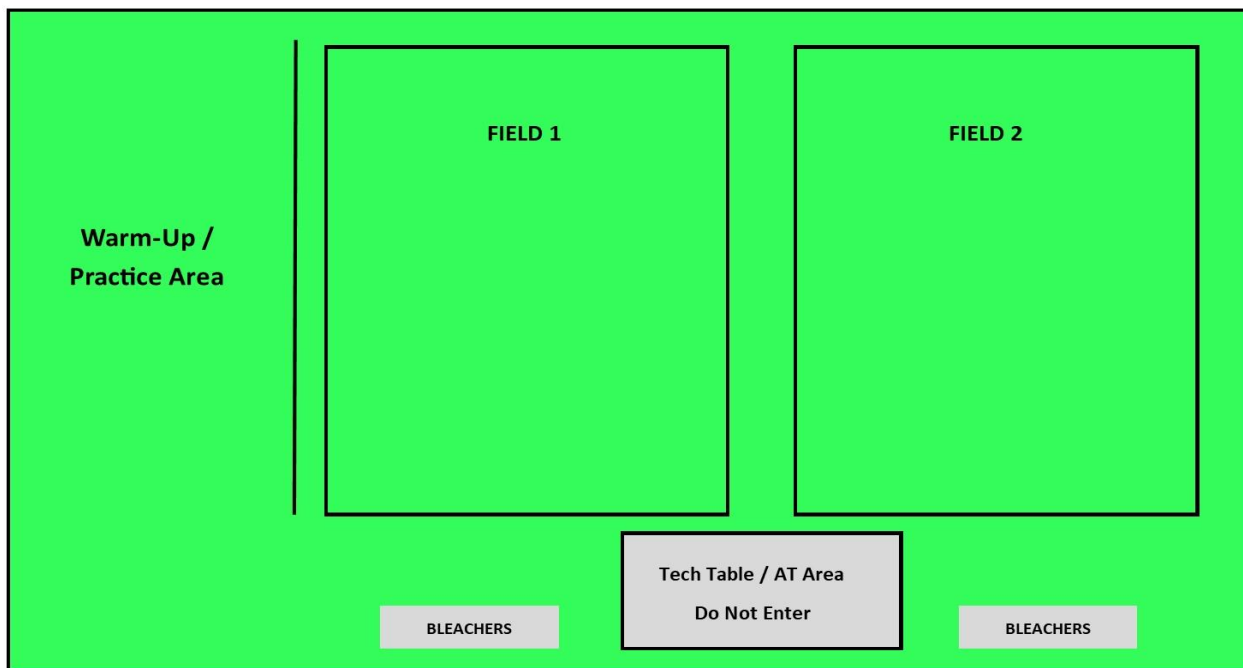 FIELD 1
FIELD 2
Warm-Up /
Practice Area
Tech Table / AT Area
Do Not Enter
BLEACHERS
BLEACHERS